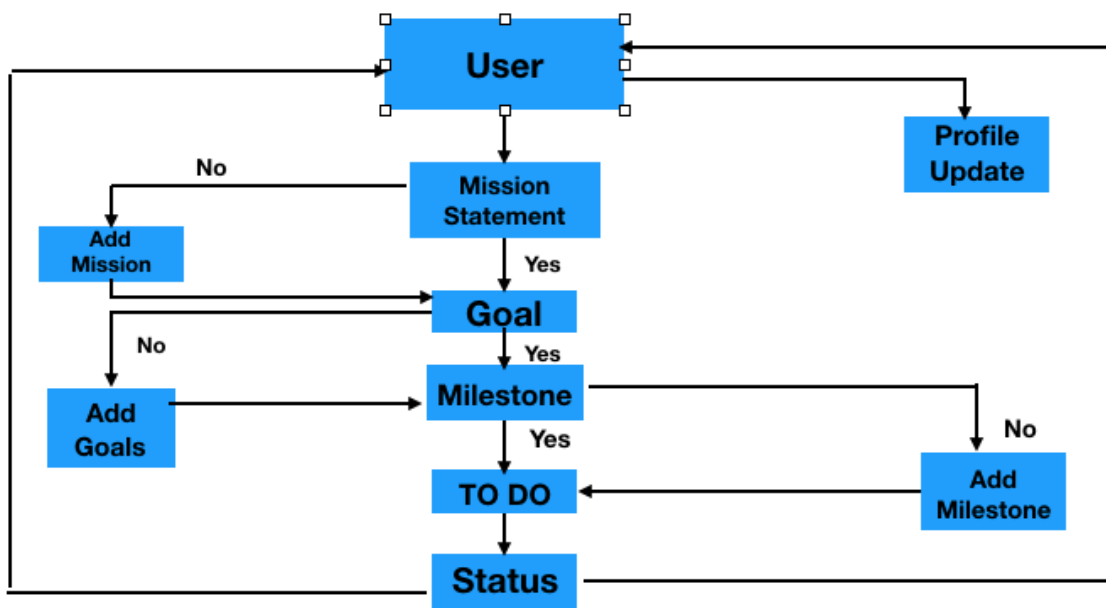 User
Profile
Update
No
Mission
Statement
Add
Mission
Yes
Goal
No
Yes
Milestone
Add
Goals
Yes
No
TO DO
Add
Milestone
Status